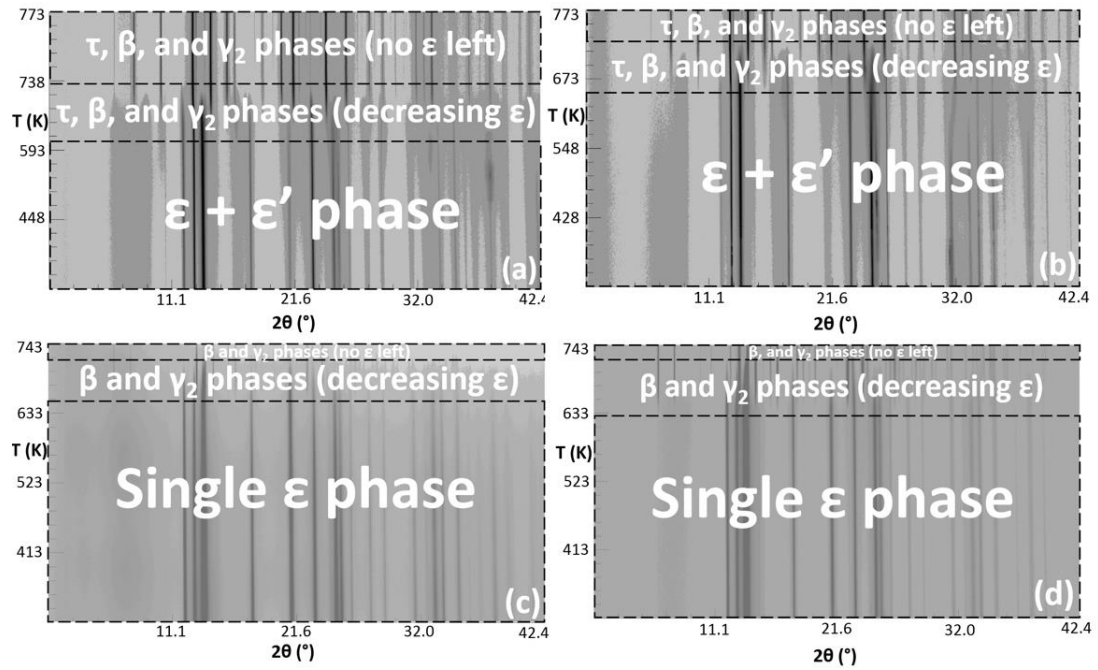 773
τ, β, and γ₂ phases (no ε left)
738
τ, β, and γ₂ phases (decreasing ε)
T (K)
593
ε + ε’ phase
448
(a)
11.1 21.6 32.0 42.4
2θ (°)
773
τ, β, and γ₂ phases (no ε left)
τ, β, and γ₂ phases (decreasing ε)
673
T (K)
548
ε + ε’ phase
428
(b)
11.1 21.6 32.0 42.4
2θ (°)
743
β and γ₂ phases (no ε left)
β and γ₂ phases (decreasing ε)
633
T (K)
Single ε phase
523
413
(c)
11.1 21.6 32.0 42.4
2θ (°)
743
β, and γ₂ phases (no ε left)
β and γ₂ phases (decreasing ε)
633
T (K)
Single ε phase
523
413
(d)
11.1 21.6 32.0 42.4
2θ (°)